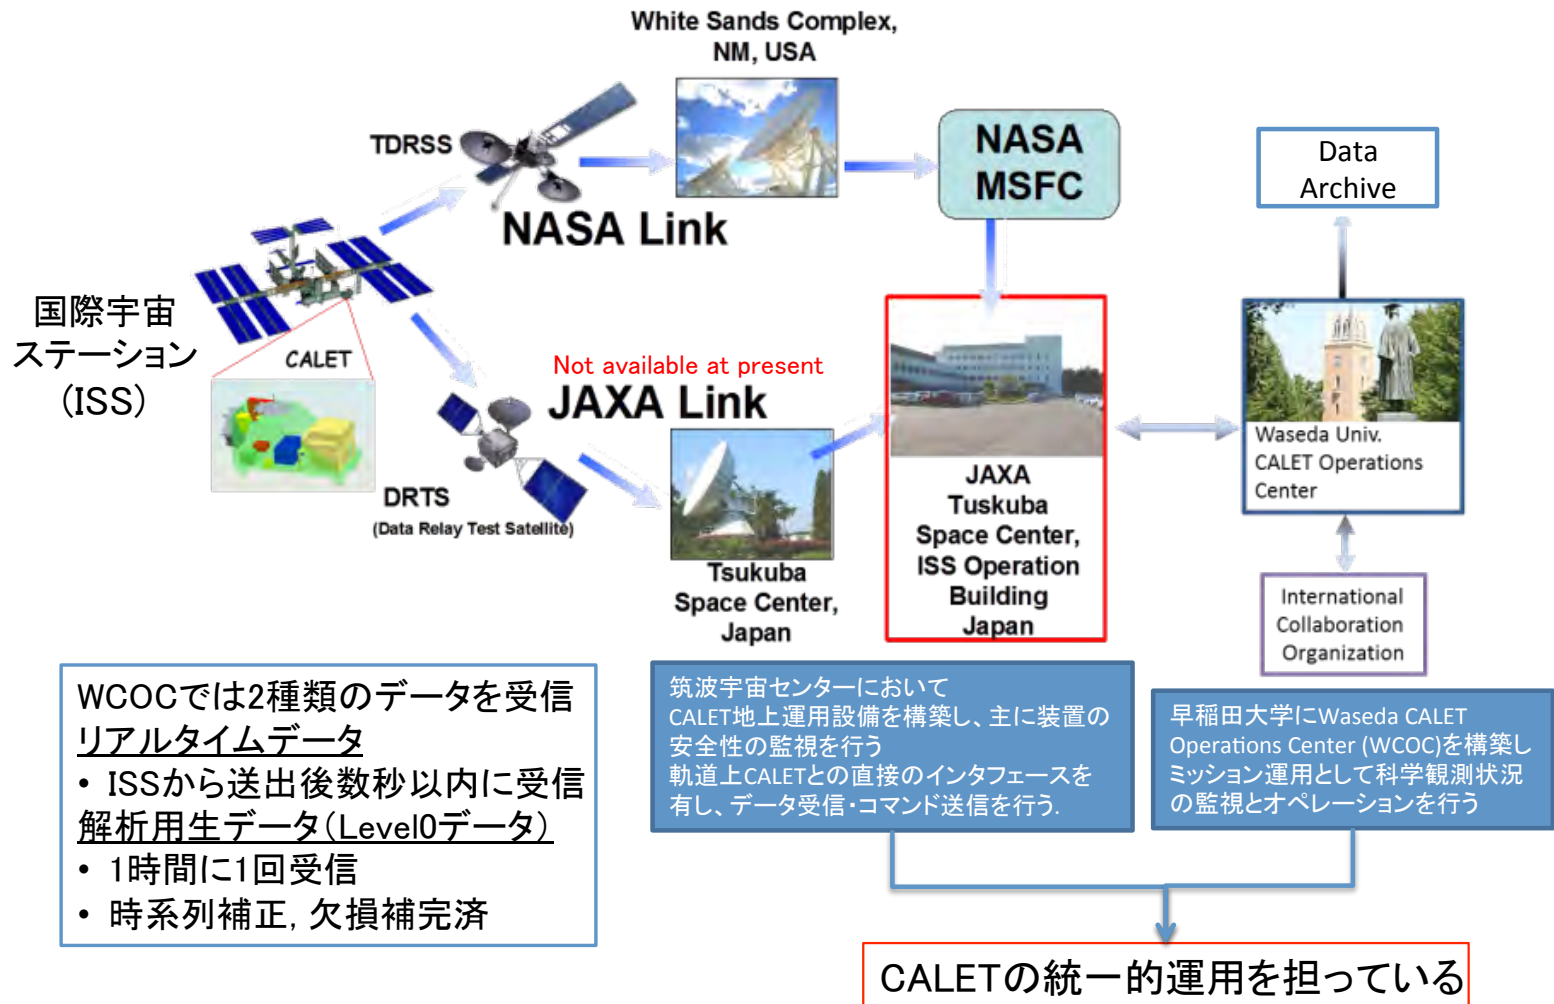 White Sands Complex,
NM, USA
TDRSS
NASA Link
NASA
MSFC
Data
Archive
国際宇宙
ステーション
(ISS)
CALET
Not available at present
JAXA Link
DRTS
(Data Relay Test Satellite)
Tsukuba
Space Center,
Japan
JAXA
Tuskuba
Space Center,
ISS Operation
Building
Japan
Waseda Univ.
CALET Operations
Center
International
Collaboration
Organization
WCOCでは2種類のデータを受信
リアルタイムデータ
• ISSから送出後数秒以内に受信
解析用生データ(Level0データ)
• 1時間に1回受信
• 時系列補正, 欠損補完済
筑波宇宙センターにおいて
CALET地上運用設備を構築し、主に装置の
安全性の監視を行う
軌道上CALETとの直接のインタフェースを
有し、データ受信・コマンド送信を行う.
早稲田大学にWaseda CALET
Operations Center (WCOC)を構築し
ミッション運用として科学観測状況
の監視とオペレーションを行う
CALETの統一的運用を担っている